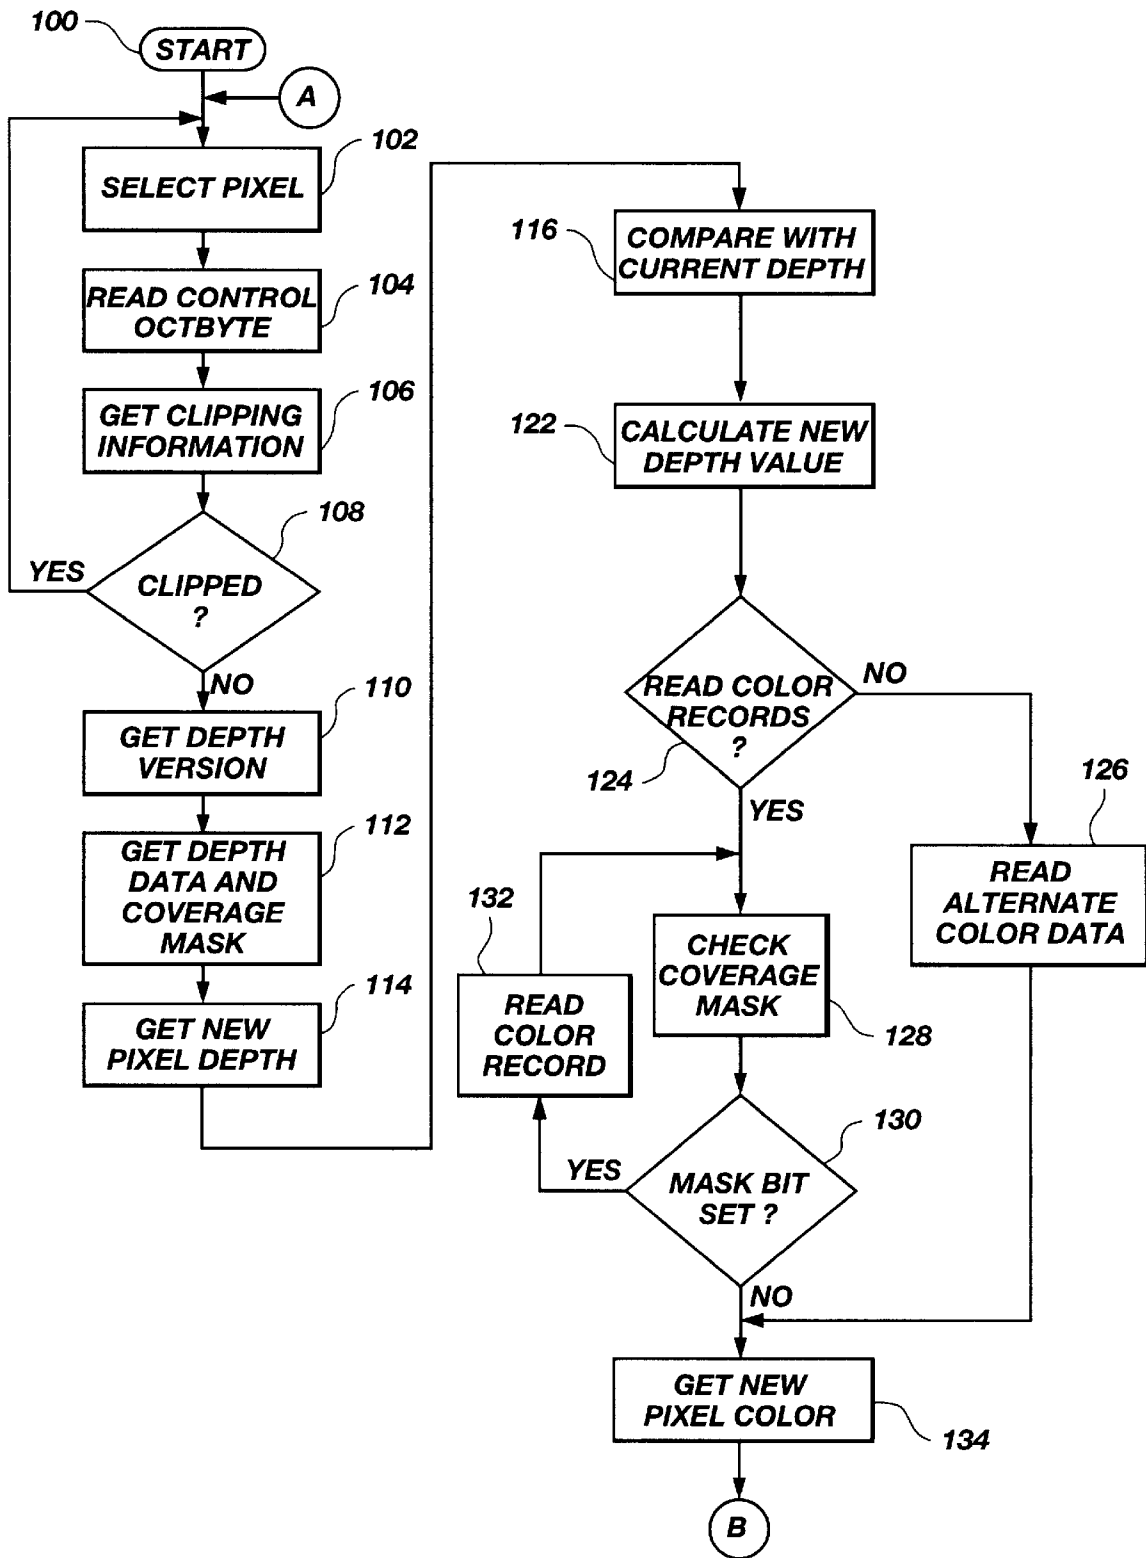 100
START
A
102
SELECT PIXEL
104
READ CONTROL
OCTBYTE
106
GET CLIPPING
INFORMATION
108
YES
CLIPPED
?
NO
110
GET DEPTH
VERSION
112
GET DEPTH
DATA AND
COVERAGE
MASK
114
GET NEW
PIXEL DEPTH
116
COMPARE WITH
CURRENT DEPTH
122
CALCULATE NEW
DEPTH VALUE
NO
READ COLOR
RECORDS
?
124
YES
126
READ
ALTERNATE
COLOR DATA
132
READ
COLOR
RECORD
CHECK
COVERAGE
MASK
128
130
YES
MASK BIT
SET ?
NO
GET NEW
PIXEL COLOR
134
B